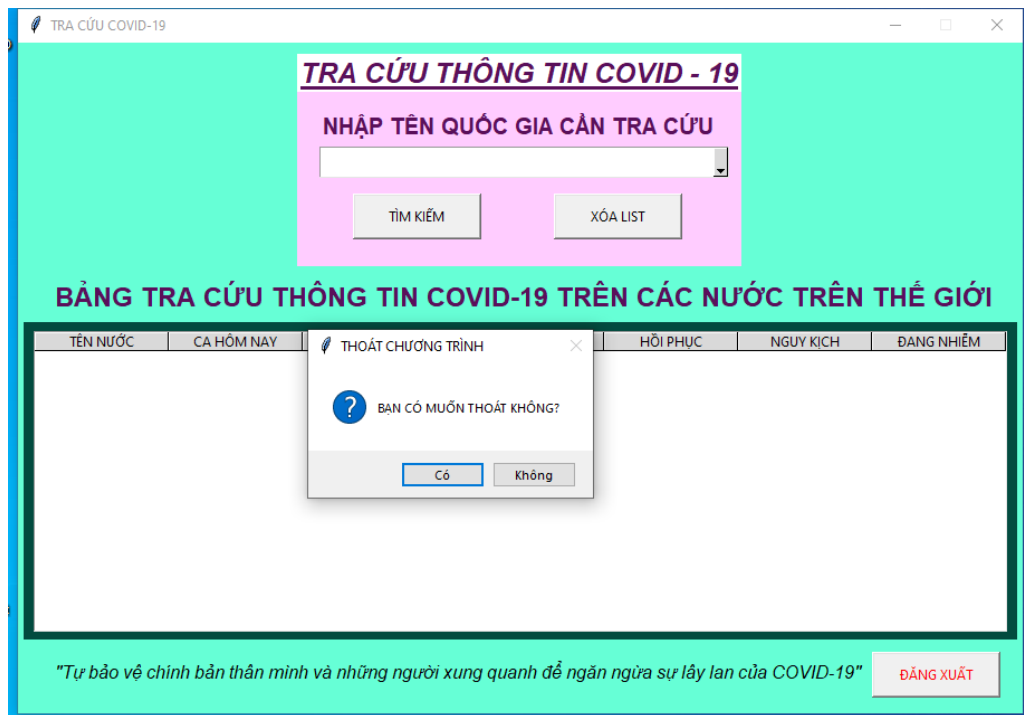 TRA CỨU COVID-19
TRA CỨU THÔNG TIN COVID - 19
NHẬP TÊN QUỐC GIA CẦN TRA CỨU
TÌM KIẾM XÓA LIST
BẢNG TRA CỨU THÔNG TIN COVID-19 TRÊN CÁC NƯỚC TRÊN THẾ GIỚI
TÊN NƯỚC CA HÔM NAY HỒI PHỤC NGUY KỊCH ĐANG NHIỄM
THOÁT CHƯƠNG TRÌNH
BẠN CÓ MUỐN THOÁT KHÔNG?
Có Không
"Tự bảo vệ chính bản thân mình và những người xung quanh để ngăn ngừa sự lây lan của COVID-19"
ĐĂNG XUẤT